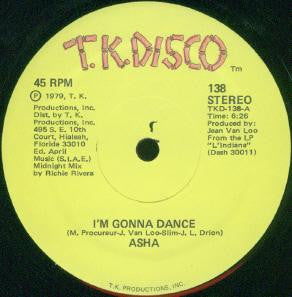 T.K.DISCO
TM
45 RPM
Ⓟ 1979, T. K.
Productions, Inc.
Dist. by T. K.
Productions, Inc.
495 S. E. 10th
Court, Hialeah,
Florida 33010
Ed. April
Music (S.I.A.E.)
Midnight Mix
by Richie Rivera
138
STEREO
TKD-138-A
Time: 6:26
Produced by:
Jean Van Loo
From the LP
"L'Indiana"
(Dash 30011)
I'M GONNA DANCE
(M. Procureur-J. Van Loo-Slim-J. L. Drion)
ASHA
T.K. PRODUCTIONS, INC.